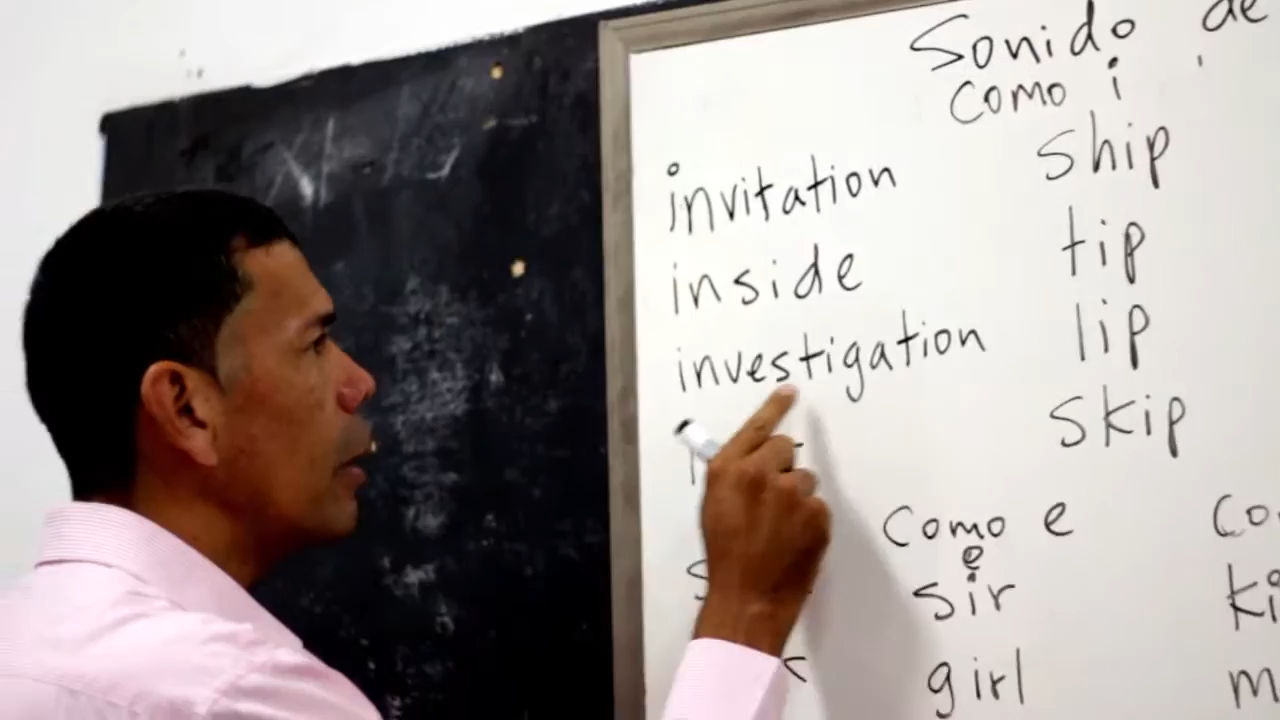 Sonido de
como i
invitation ship
inside tip
investigation lip
skip
como e
e
sir
girl